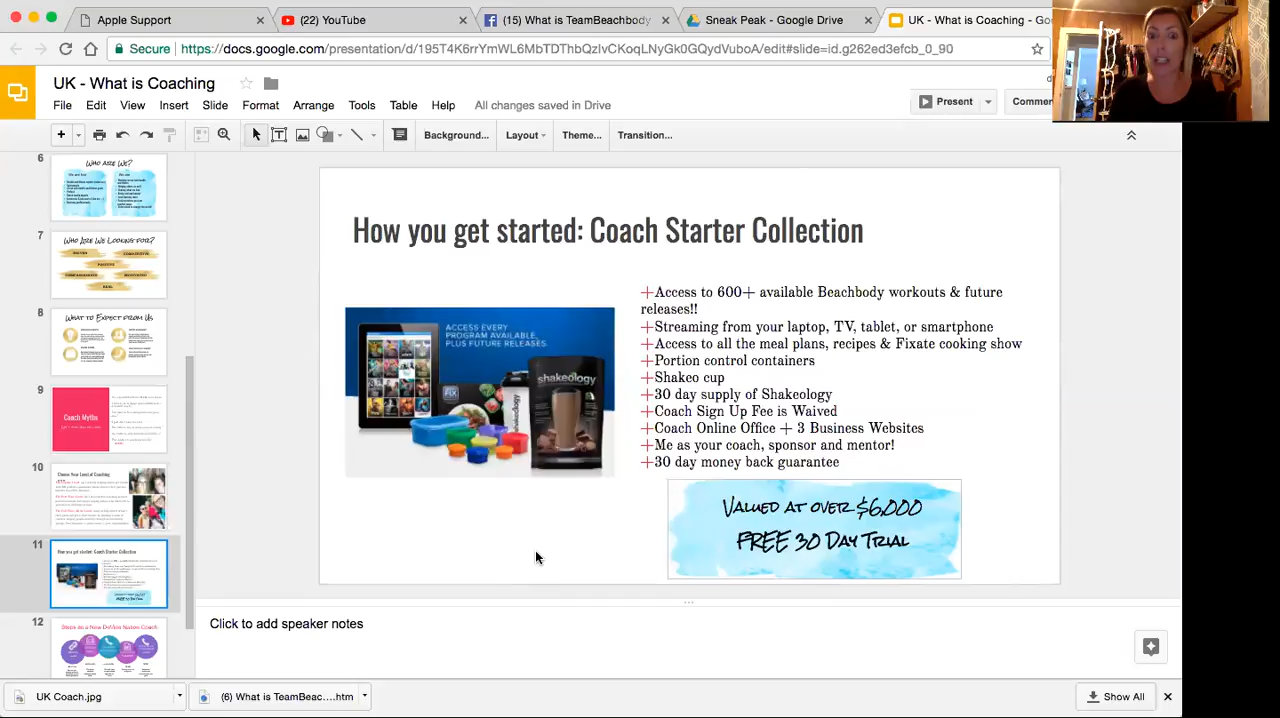 Apple Support
(22) YouTube
(15) What is TeamBeachbody
Sneak Peak - Google Drive
UK - What is Coaching - Go
Secure
https://docs.google.com/presentation/d/195T4K6rrYmWL6MbTDThbQzIvCKoqLNyGk0GQydVuboA/edit#slide=id.g262ed3efcb_0_90
UK - What is Coaching
File Edit View Insert Slide Format Arrange Tools Table Help
All changes saved in Drive
Present
Comme
Background...
Layout
Theme...
Transition...
6
Who are We?
7
Who Are We Looking For?
8
What to Expect from Us
9
Coach Myths
10
Choose Your Level of Coaching
11
How you get started: Coach Starter Collection
12
How you get started: Coach Starter Collection
ACCESS EVERY
PROGRAM AVAILABLE,
PLUS FUTURE RELEASES.
FIX
shakeology
+Access to 600+ available Beachbody workouts & future
releases!!
+Streaming from your laptop, TV, tablet, or smartphone
+Access to all the meal plans, recipes & Fixate cooking show
+Portion control containers
+Shakeo cup
+30 day supply of Shakeology
+Coach Sign Up Fee is Waived
+Coach Online Office + 3 Business Websites
+Me as your coach, sponsor and mentor!
+30 day money back guarantee
Valued at over $6,000
FREE 30 Day Trial
Click to add speaker notes
UK Coach.jpg
(6) What is TeamBeac....htm
Show All